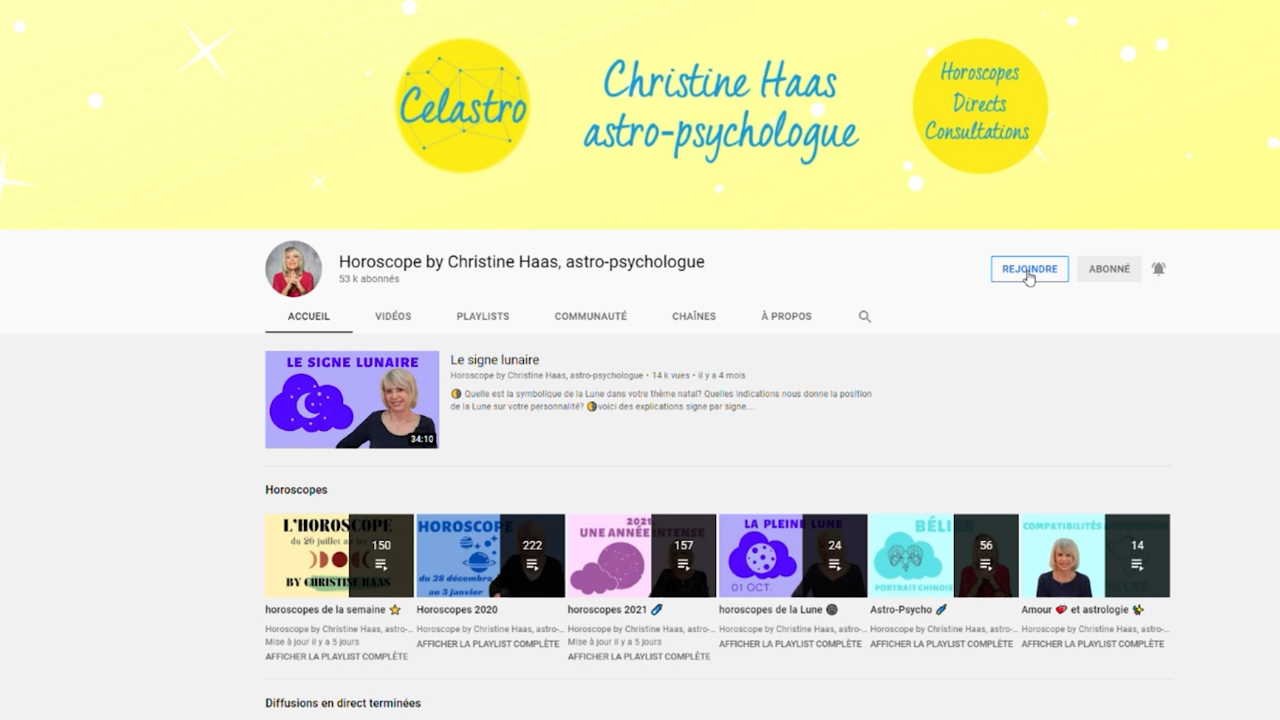 Celastro
Christine Haas
astro-psychologue
Horoscopes
Directs
Consultations
Horoscope by Christine Haas, astro-psychologue
53 k abonnés
REJOINDRE
ABONNÉ
ACCUEIL
VIDÉOS
PLAYLISTS
COMMUNAUTÉ
CHAÎNES
À PROPOS
LE SIGNE LUNAIRE
34:10
Le signe lunaire
Horoscope by Christine Haas, astro-psychologue • 14 k vues • il y a 4 mois
🌗 Quelle est la symbolique de la Lune dans votre thème natal? Quelles indications nous donne la position
de la Lune sur votre personnalité? 🌗voici des explications signe par signe....
Horoscopes
L'HOROSCOPE
du 26 juillet au 1er
BY CHRISTINE HAAS
150
HOROSCOPE
du 28 décembre
au 3 janvier
222
2021,
UNE ANNÉE INTENSE
157
LA PLEINE LUNE
01 OCT.
24
BÉLIER
PORTRAIT CHINOIS
56
COMPATIBILITÉS
BÉLIER
14
horoscopes de la semaine ⭐
Horoscope by Christine Haas, astro-...
Mise à jour il y a 5 jours
AFFICHER LA PLAYLIST COMPLÈTE
Horoscopes 2020
Horoscope by Christine Haas, astro-...
AFFICHER LA PLAYLIST COMPLÈTE
horoscopes 2021
Horoscope by Christine Haas, astro-...
Mise à jour il y a 5 jours
AFFICHER LA PLAYLIST COMPLÈTE
horoscopes de la Lune 🌚
Horoscope by Christine Haas, astro-...
AFFICHER LA PLAYLIST COMPLÈTE
Astro-Psycho
Horoscope by Christine Haas, astro-...
AFFICHER LA PLAYLIST COMPLÈTE
Amour et astrologie
Horoscope by Christine Haas, astro-...
AFFICHER LA PLAYLIST COMPLÈTE
Diffusions en direct terminées